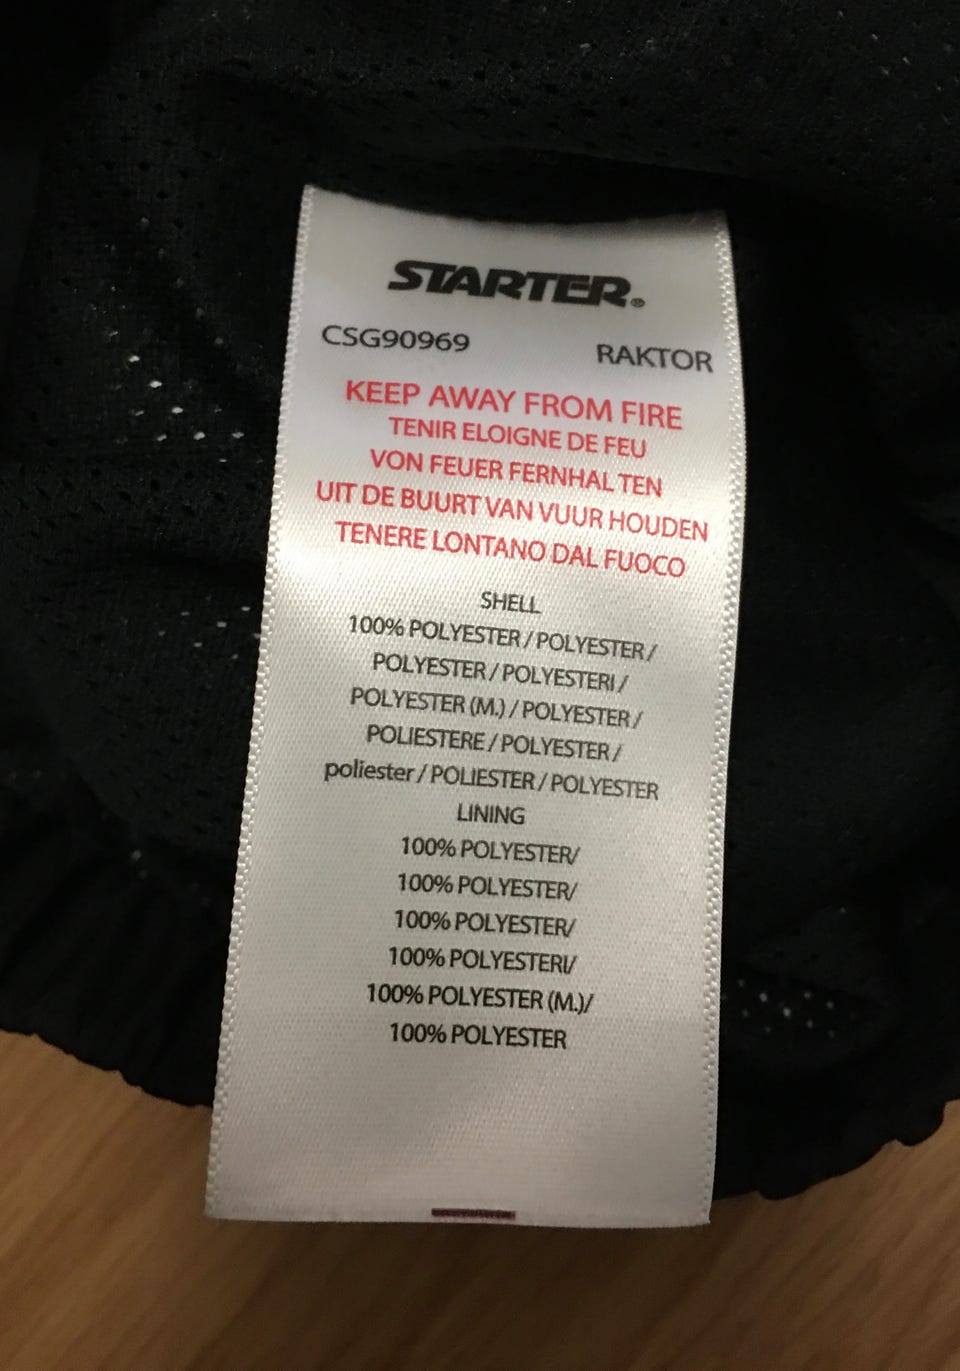 STARTER®
CSG90969 RAKTOR
KEEP AWAY FROM FIRE
TENIR ELOIGNE DE FEU
VON FEUER FERNHAL TEN
UIT DE BUURT VAN VUUR HOUDEN
TENERE LONTANO DAL FUOCO
SHELL
100% POLYESTER / POLYESTER /
POLYESTER / POLYESTERI /
POLYESTER (M.) / POLYESTER /
POLIESTERE / POLYESTER /
poliester / POLIESTER / POLYESTER
LINING
100% POLYESTER/
100% POLYESTER/
100% POLYESTER/
100% POLYESTERI/
100% POLYESTER (M.)/
100% POLYESTER